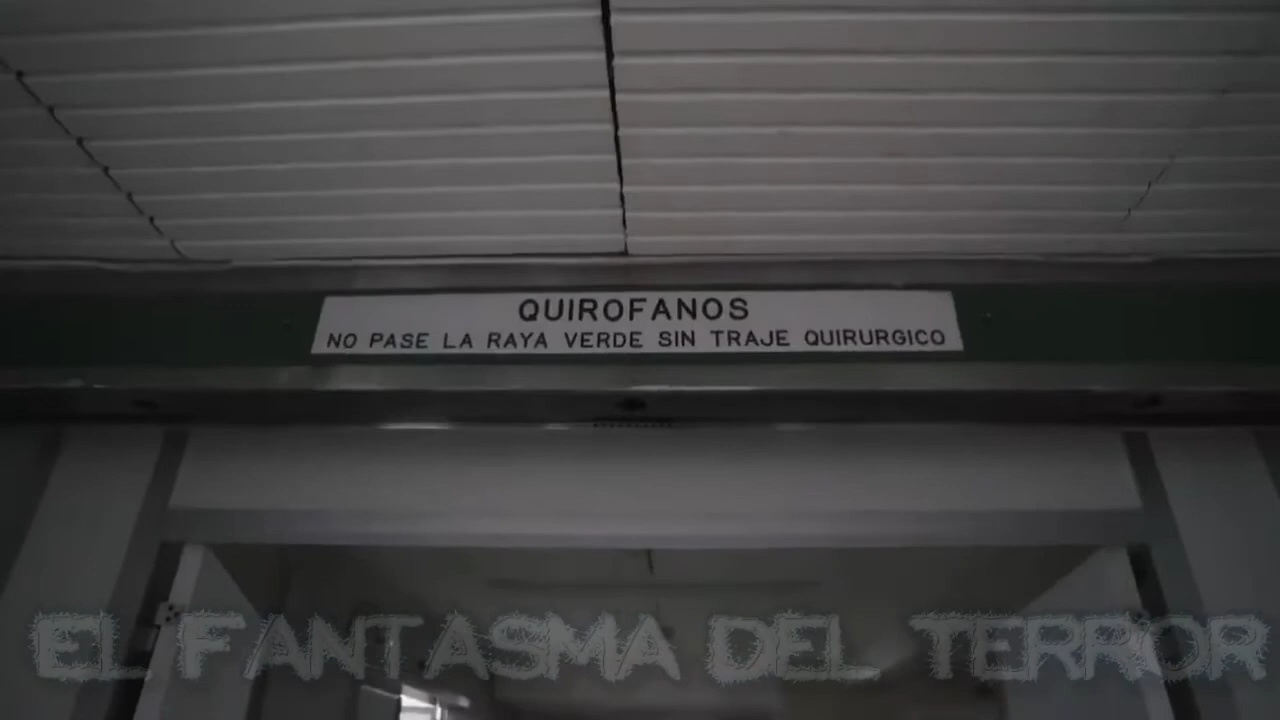 QUIROFANOS
NO PASE LA RAYA VERDE SIN TRAJE QUIRURGICO
EL FANTASMA DEL TERROR